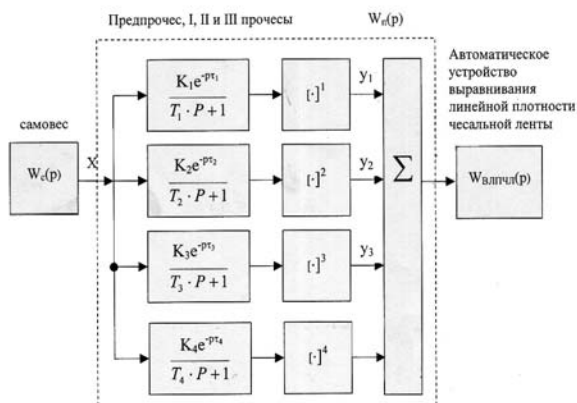 Предпрочес, I, II и III прочесы
Wп(p)
Автоматическое
устройство
выравнивания
линейной плотности
чесальной ленты
самовес
Wс(p)
X
K₁e^-pτ₁
T₁ · P + 1
[·]¹
y₁
K₂e^-pτ₂
T₂ · P + 1
[·]²
y₂
Σ
WВЛПЧЛ(p)
K₃e^-pτ₃
T₃ · P + 1
[·]³
y₃
K₄e^-pτ₄
T₄ · P + 1
[·]⁴